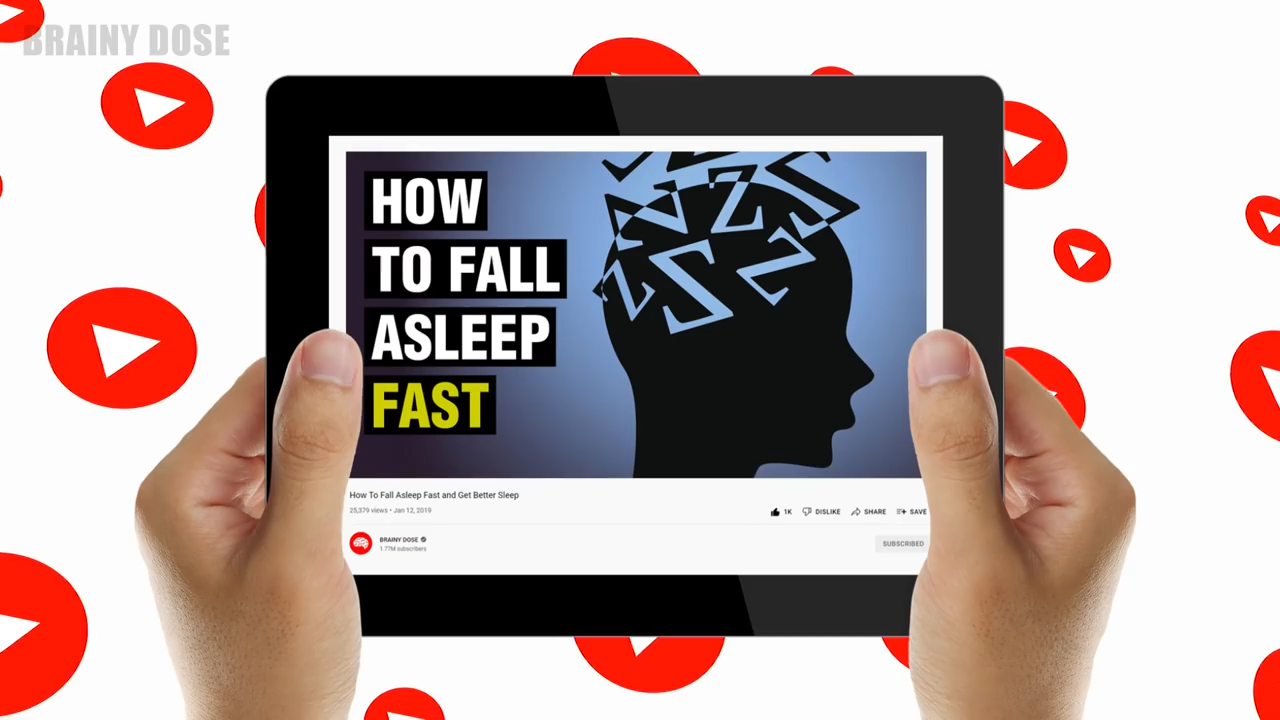 BRAINY DOSE
HOW
TO FALL
ASLEEP
FAST
How To Fall Asleep Fast and Get Better Sleep
25,379 views • Jan 12, 2019
1K DISLIKE SHARE SAVE
BRAINY DOSE
1.77M subscribers
SUBSCRIBED